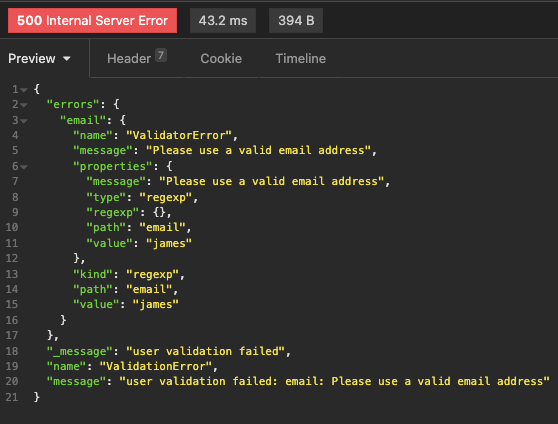 500 Internal Server Error 43.2 ms 394 B
Preview Header 7 Cookie Timeline
1 {
2 "errors": {
3 "email": {
4 "name": "ValidatorError",
5 "message": "Please use a valid email address",
6 "properties": {
7 "message": "Please use a valid email address",
8 "type": "regexp",
9 "regexp": {},
10 "path": "email",
11 "value": "james"
12 },
13 "kind": "regexp",
14 "path": "email",
15 "value": "james"
16 }
17 },
18 "_message": "user validation failed",
19 "name": "ValidationError",
20 "message": "user validation failed: email: Please use a valid email address"
21 }